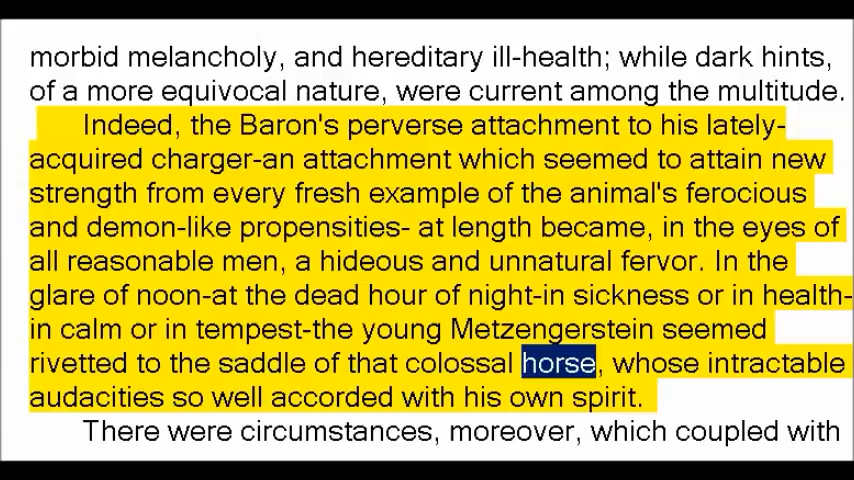 morbid melancholy, and hereditary ill-health; while dark hints,
of a more equivocal nature, were current among the multitude.
Indeed, the Baron's perverse attachment to his lately-
acquired charger-an attachment which seemed to attain new
strength from every fresh example of the animal's ferocious
and demon-like propensities- at length became, in the eyes of
all reasonable men, a hideous and unnatural fervor. In the
glare of noon-at the dead hour of night-in sickness or in health-
in calm or in tempest-the young Metzengerstein seemed
rivetted to the saddle of that colossal horse, whose intractable
audacities so well accorded with his own spirit.
There were circumstances, moreover, which coupled with